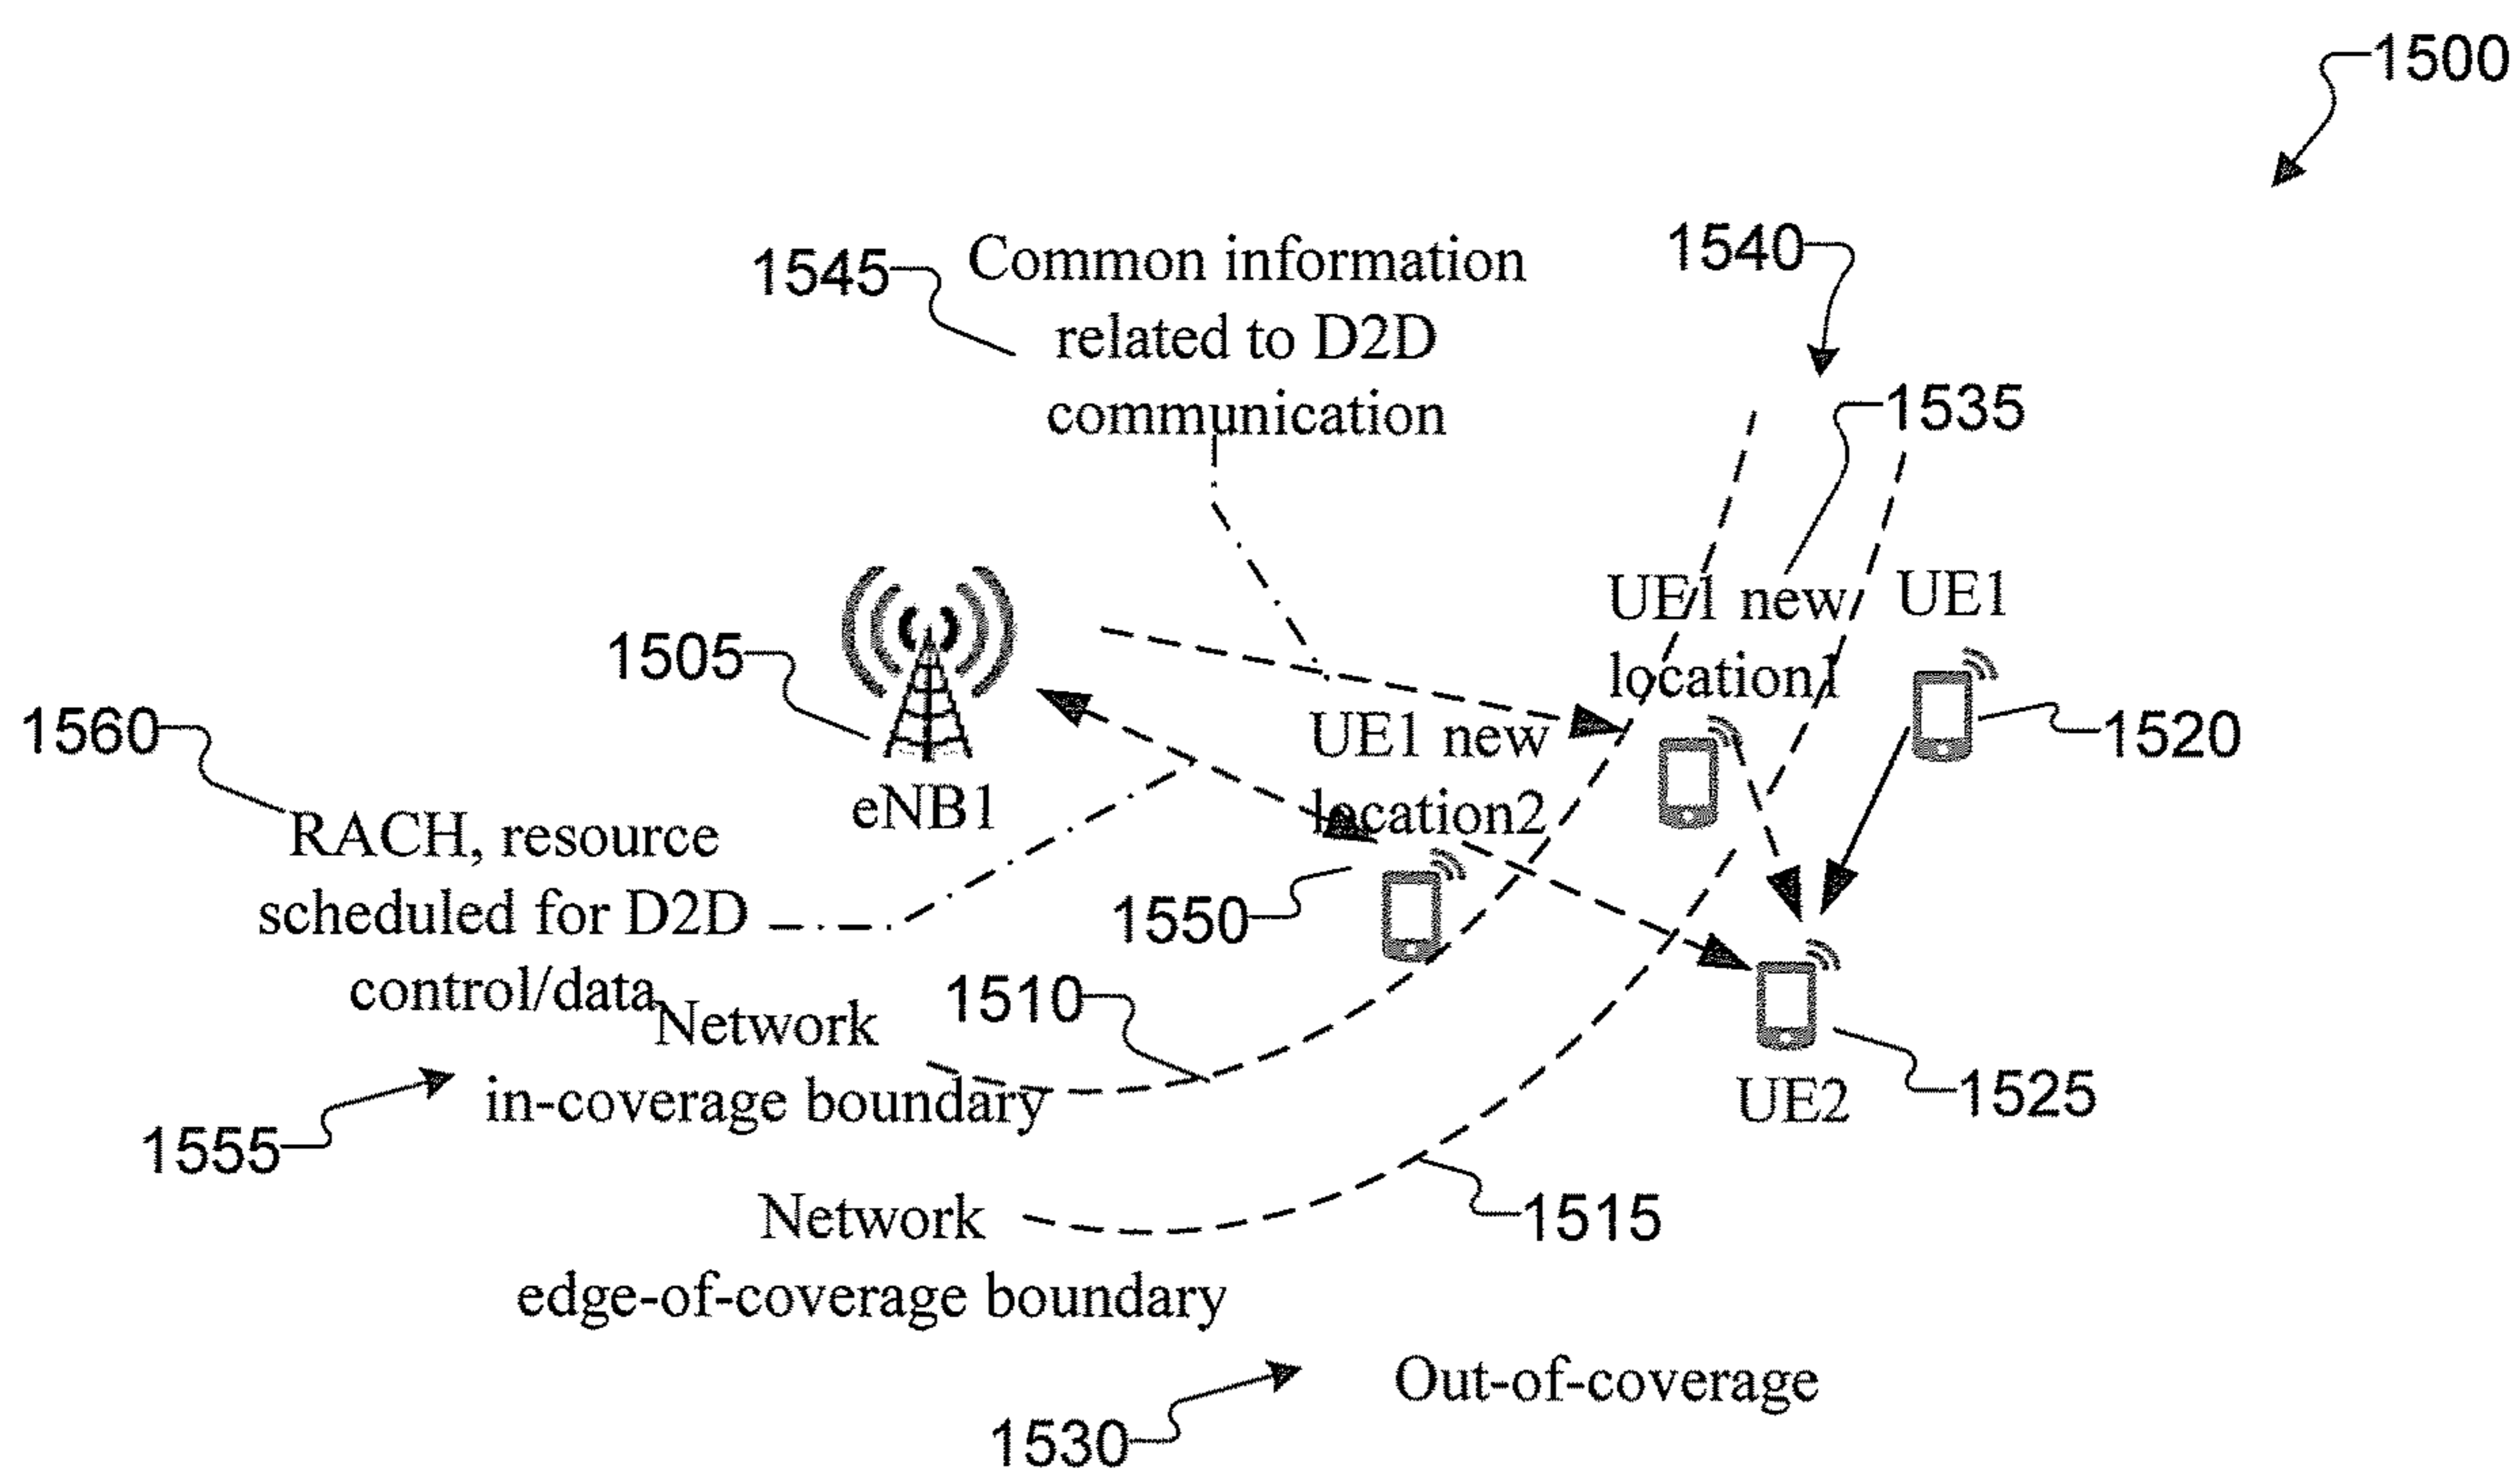 1500
1540
1545
Common information
related to D2D
communication
1535
UE1 new
location1
UE1
1505
1560
eNB1
UE1 new
location2
1520
RACH, resource
scheduled for D2D
control/data
1550
1510
Network
in-coverage boundary
UE2
1525
1555
Network
edge-of-coverage boundary
1515
Out-of-coverage
1530